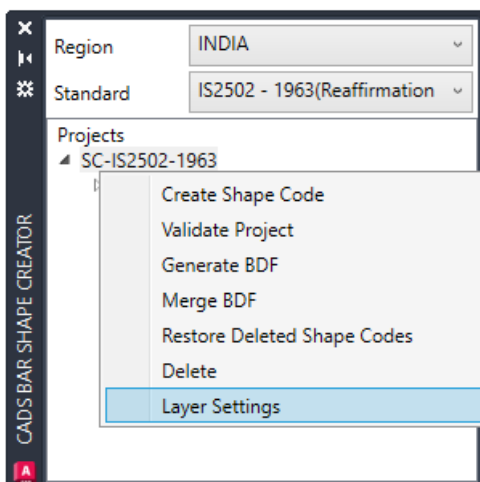 Region INDIA
Standard IS2502 - 1963(Reaffirmation
Projects
SC-IS2502-1963
Create Shape Code
Validate Project
Generate BDF
Merge BDF
Restore Deleted Shape Codes
Delete
Layer Settings
CADS BAR SHAPE CREATOR
A